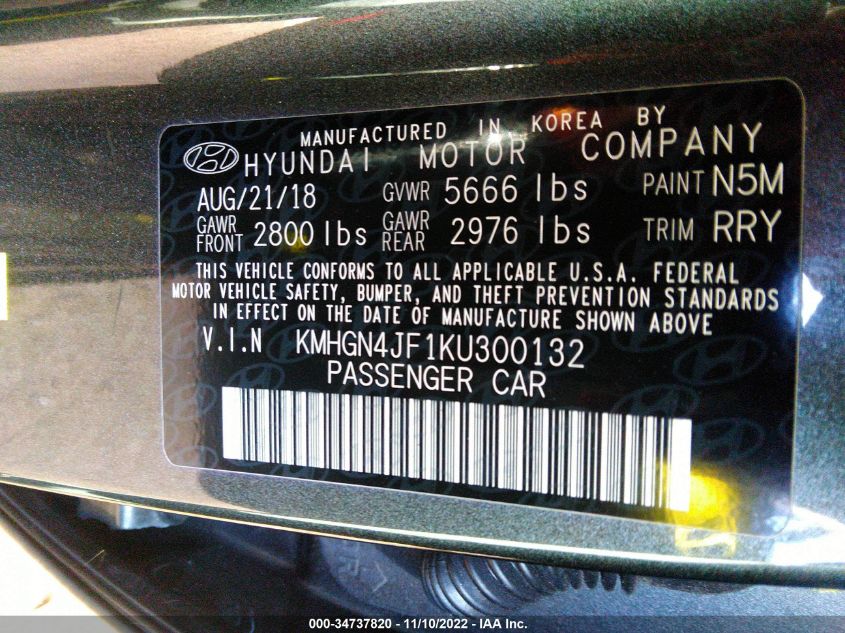 MANUFACTURED IN KOREA BY
HYUNDAI MOTOR COMPANY
AUG/21/18 GVWR 5666 lbs PAINT N5M
GAWR FRONT 2800 lbs GAWR REAR 2976 lbs TRIM RRY
THIS VEHICLE CONFORMS TO ALL APPLICABLE U.S.A. FEDERAL
MOTOR VEHICLE SAFETY, BUMPER, AND THEFT PREVENTION STANDARDS
IN EFFECT ON THE DATE OF MANUFACTURE SHOWN ABOVE
V.I.N KMHGN4JF1KU300132
PASSENGER CAR
000-34737820 - 11/10/2022 - IAA Inc.